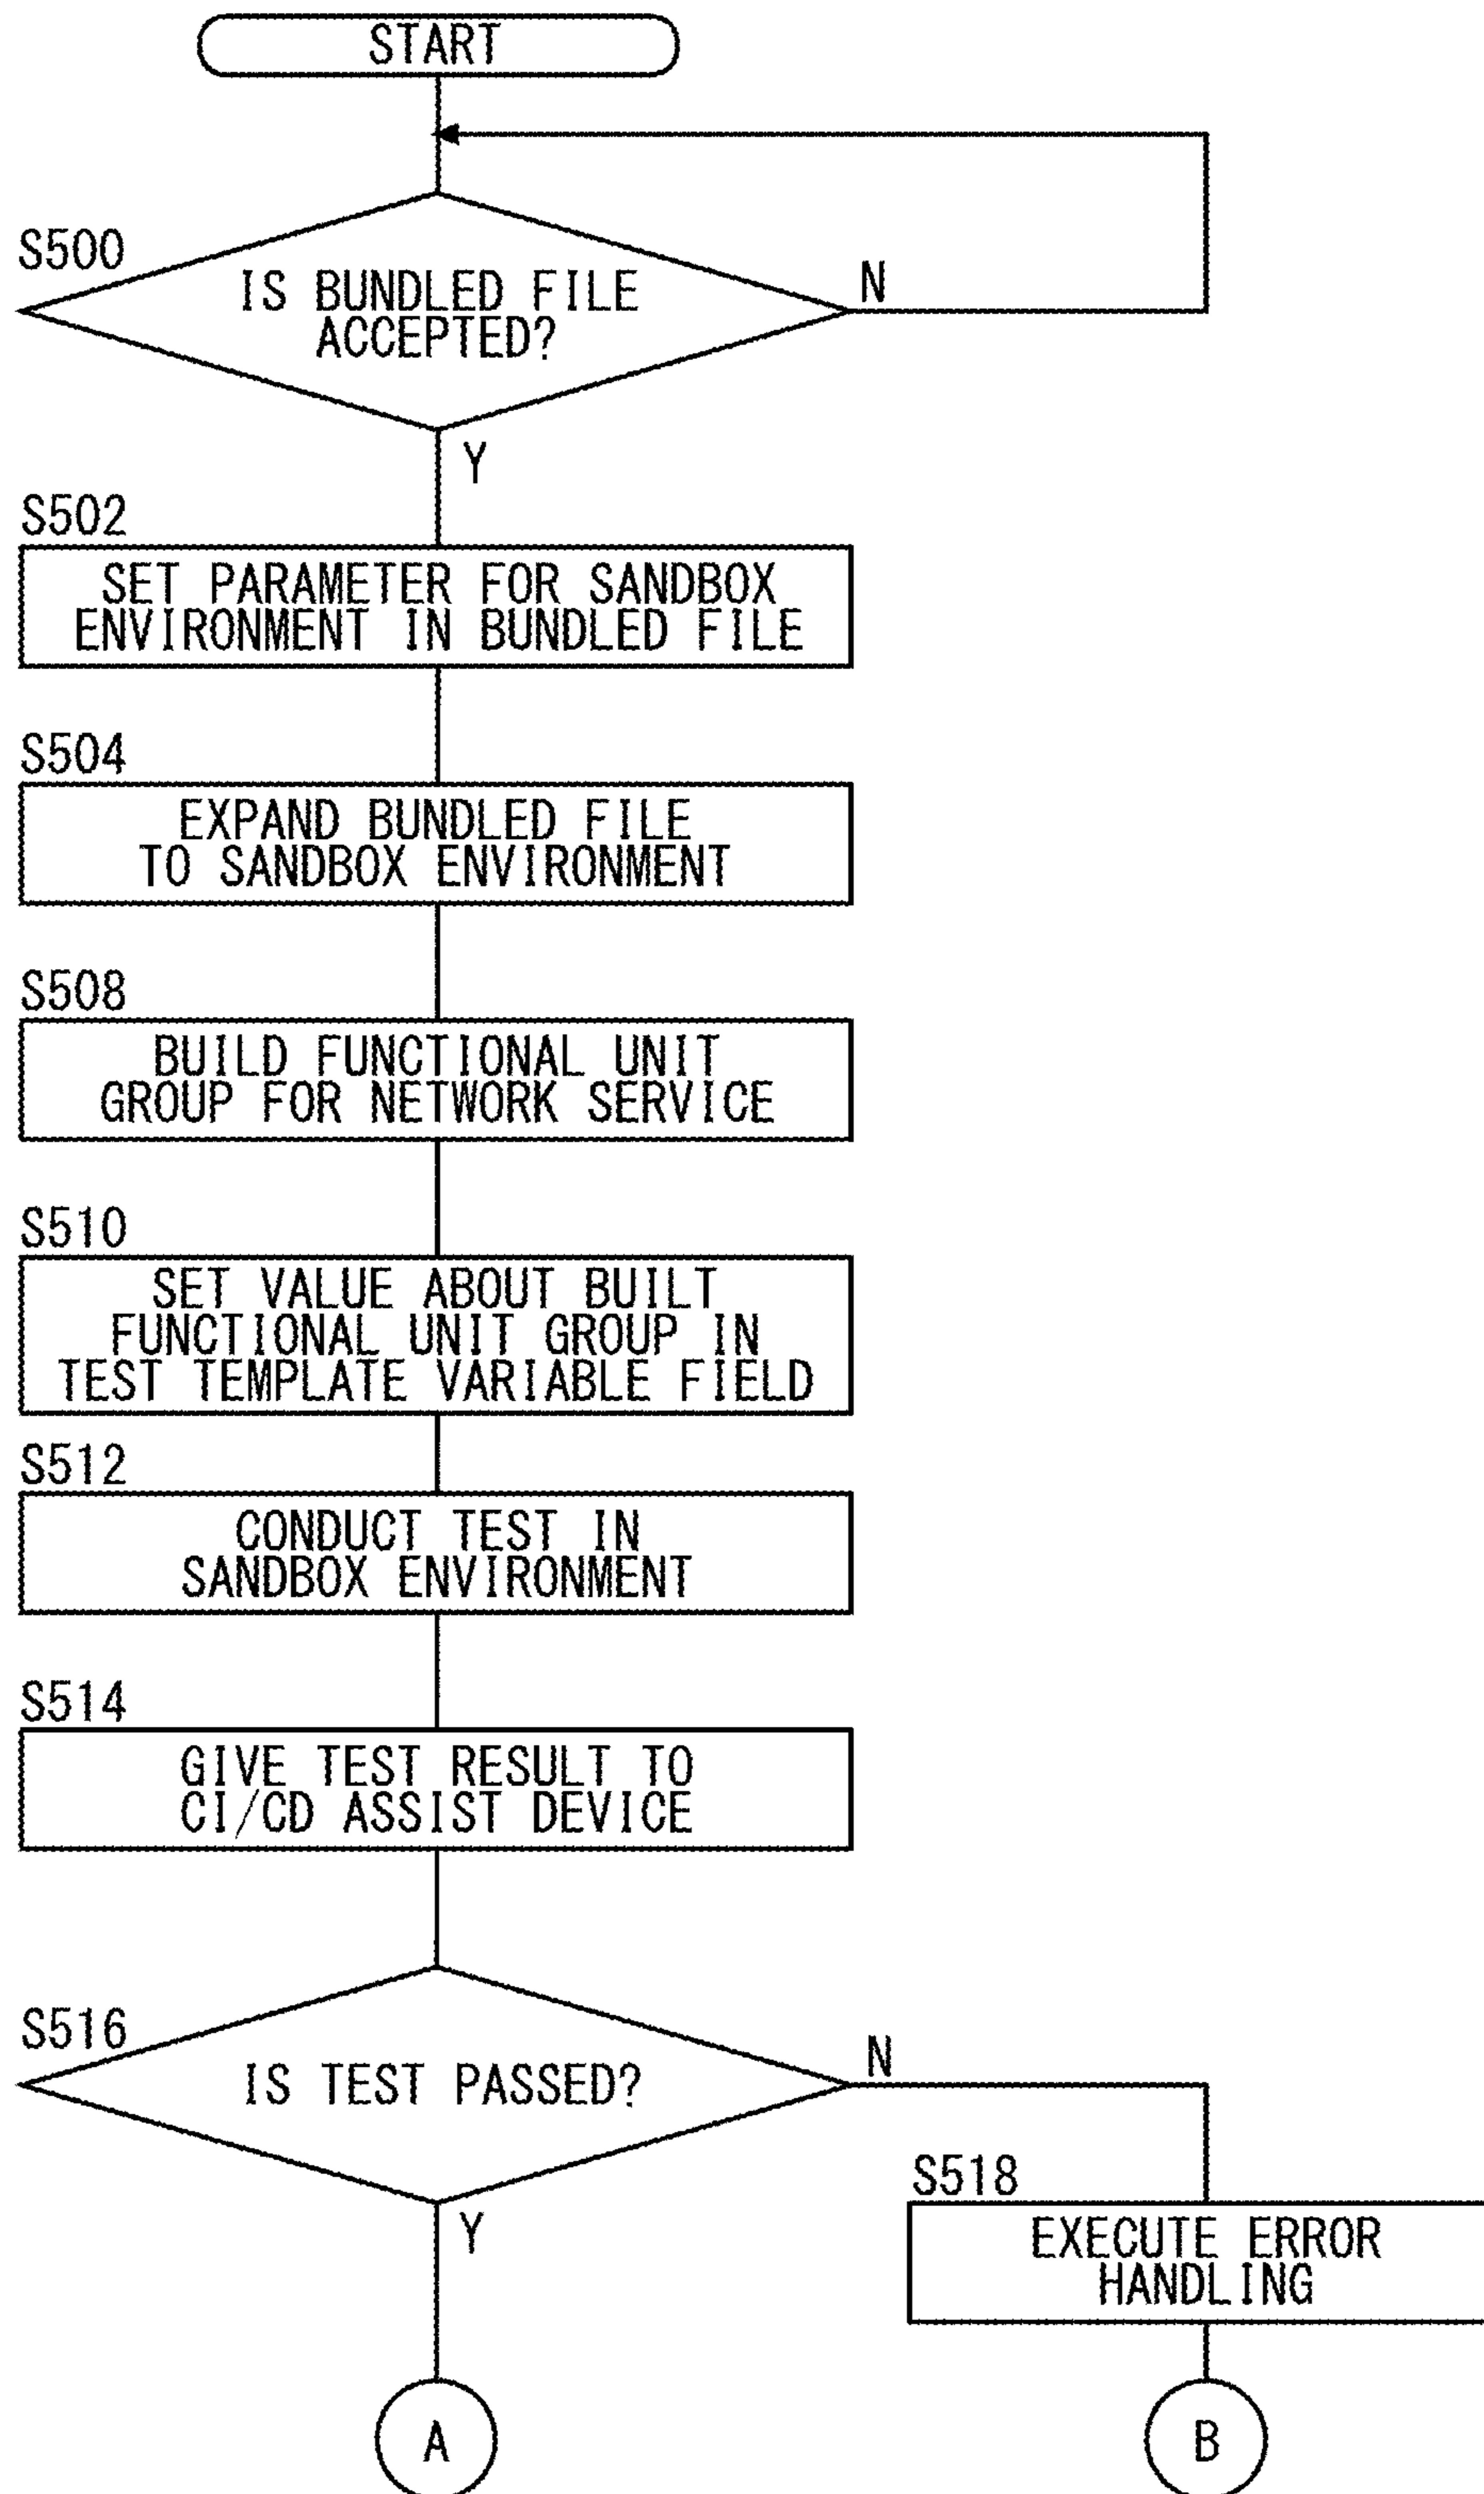 START
S500
IS BUNDLED FILE
ACCEPTED?
N
Y
S502
SET PARAMETER FOR SANDBOX
ENVIRONMENT IN BUNDLED FILE
S504
EXPAND BUNDLED FILE
TO SANDBOX ENVIRONMENT
S508
BUILD FUNCTIONAL UNIT
GROUP FOR NETWORK SERVICE
S510
SET VALUE ABOUT BUILT
FUNCTIONAL UNIT GROUP IN
TEST TEMPLATE VARIABLE FIELD
S512
CONDUCT TEST IN
SANDBOX ENVIRONMENT
S514
GIVE TEST RESULT TO
CI/CD ASSIST DEVICE
S516
IS TEST PASSED?
N
Y
S518
EXECUTE ERROR
HANDLING
A
B